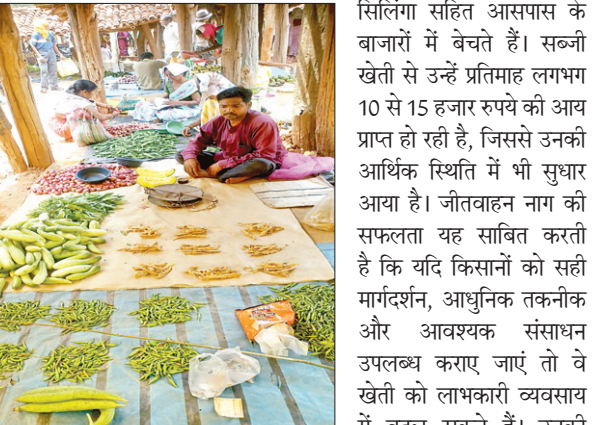 सिलिंगा सहित आसपास के
बाजारों में बेचते हैं। सब्जी
खेती से उन्हें प्रतिमाह लगभग
10 से 15 हजार रुपये की आय
प्राप्त हो रही है, जिससे उनकी
आर्थिक स्थिति में भी सुधार
आया है। जीतवाहन नाग की
सफलता यह साबित करती
है कि यदि किसानों को सही
मार्गदर्शन, आधुनिक तकनीक
और आवश्यक संसाधन
उपलब्ध कराए जाएं तो वे
खेती को लाभकारी व्यवसाय